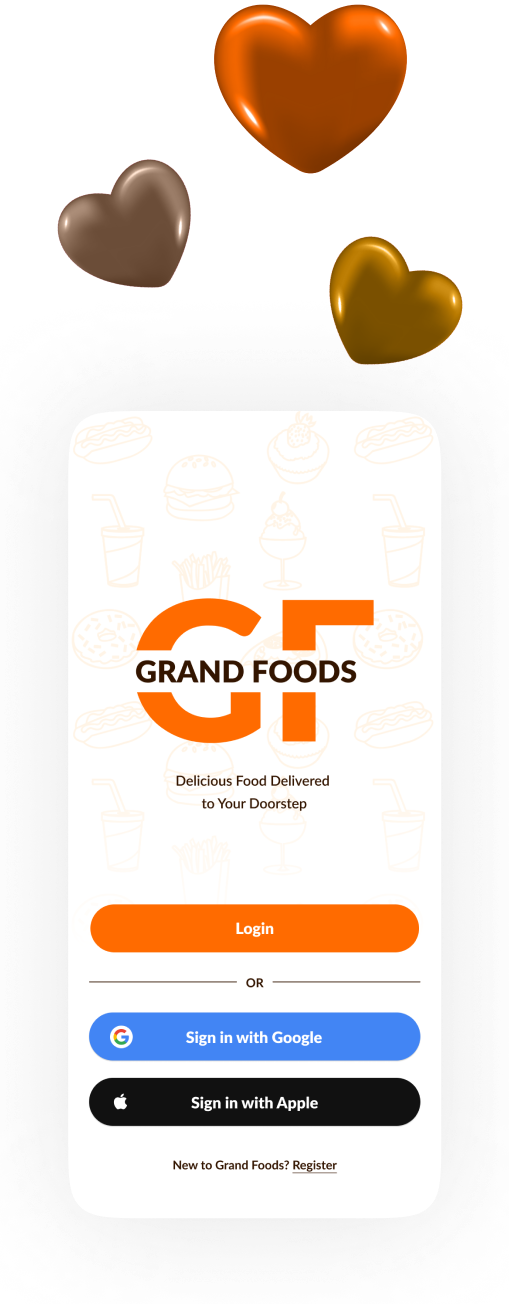 GF
GRAND FOODS
Delicious Food Delivered
to Your Doorstep
Login
OR
Sign in with Google
Sign in with Apple
New to Grand Foods? Register